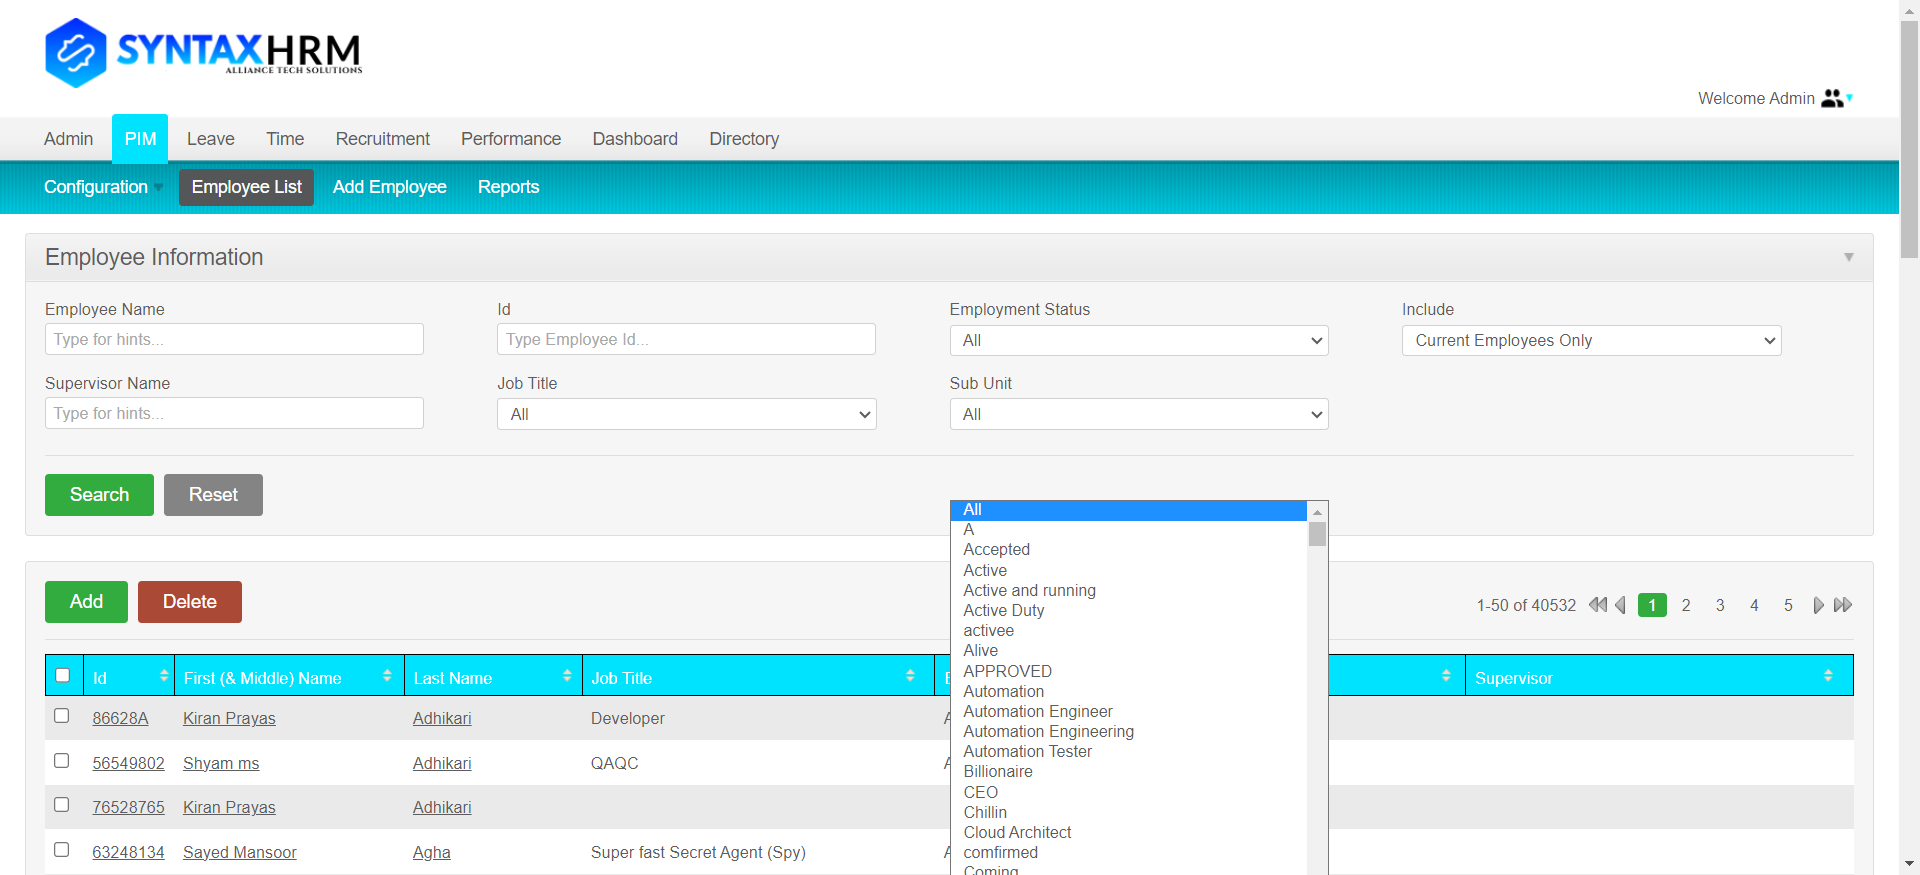 SYNTAXHRM
ALLIANCE TECH SOLUTIONS
Welcome Admin
Admin PIM Leave Time Recruitment Performance Dashboard Directory
Configuration Employee List Add Employee Reports
Employee Information
Employee Name Id Employment Status Include
Type for hints... Type Employee Id... All Current Employees Only
Supervisor Name Job Title Sub Unit
Type for hints... All All
Search Reset
All
A
Accepted
Active
Active and running
Active Duty
activee
Alive
APPROVED
Automation
Automation Engineer
Automation Engineering
Automation Tester
Billionaire
CEO
Chillin
Cloud Architect
comfirmed
Coming
Add Delete 1-50 of 40532 1 2 3 4 5
Id First (& Middle) Name Last Name Job Title Supervisor
86628A Kiran Prayas Adhikari Developer
56549802 Shyam ms Adhikari QAQC
76528765 Kiran Prayas Adhikari
63248134 Sayed Mansoor Agha Super fast Secret Agent (Spy)